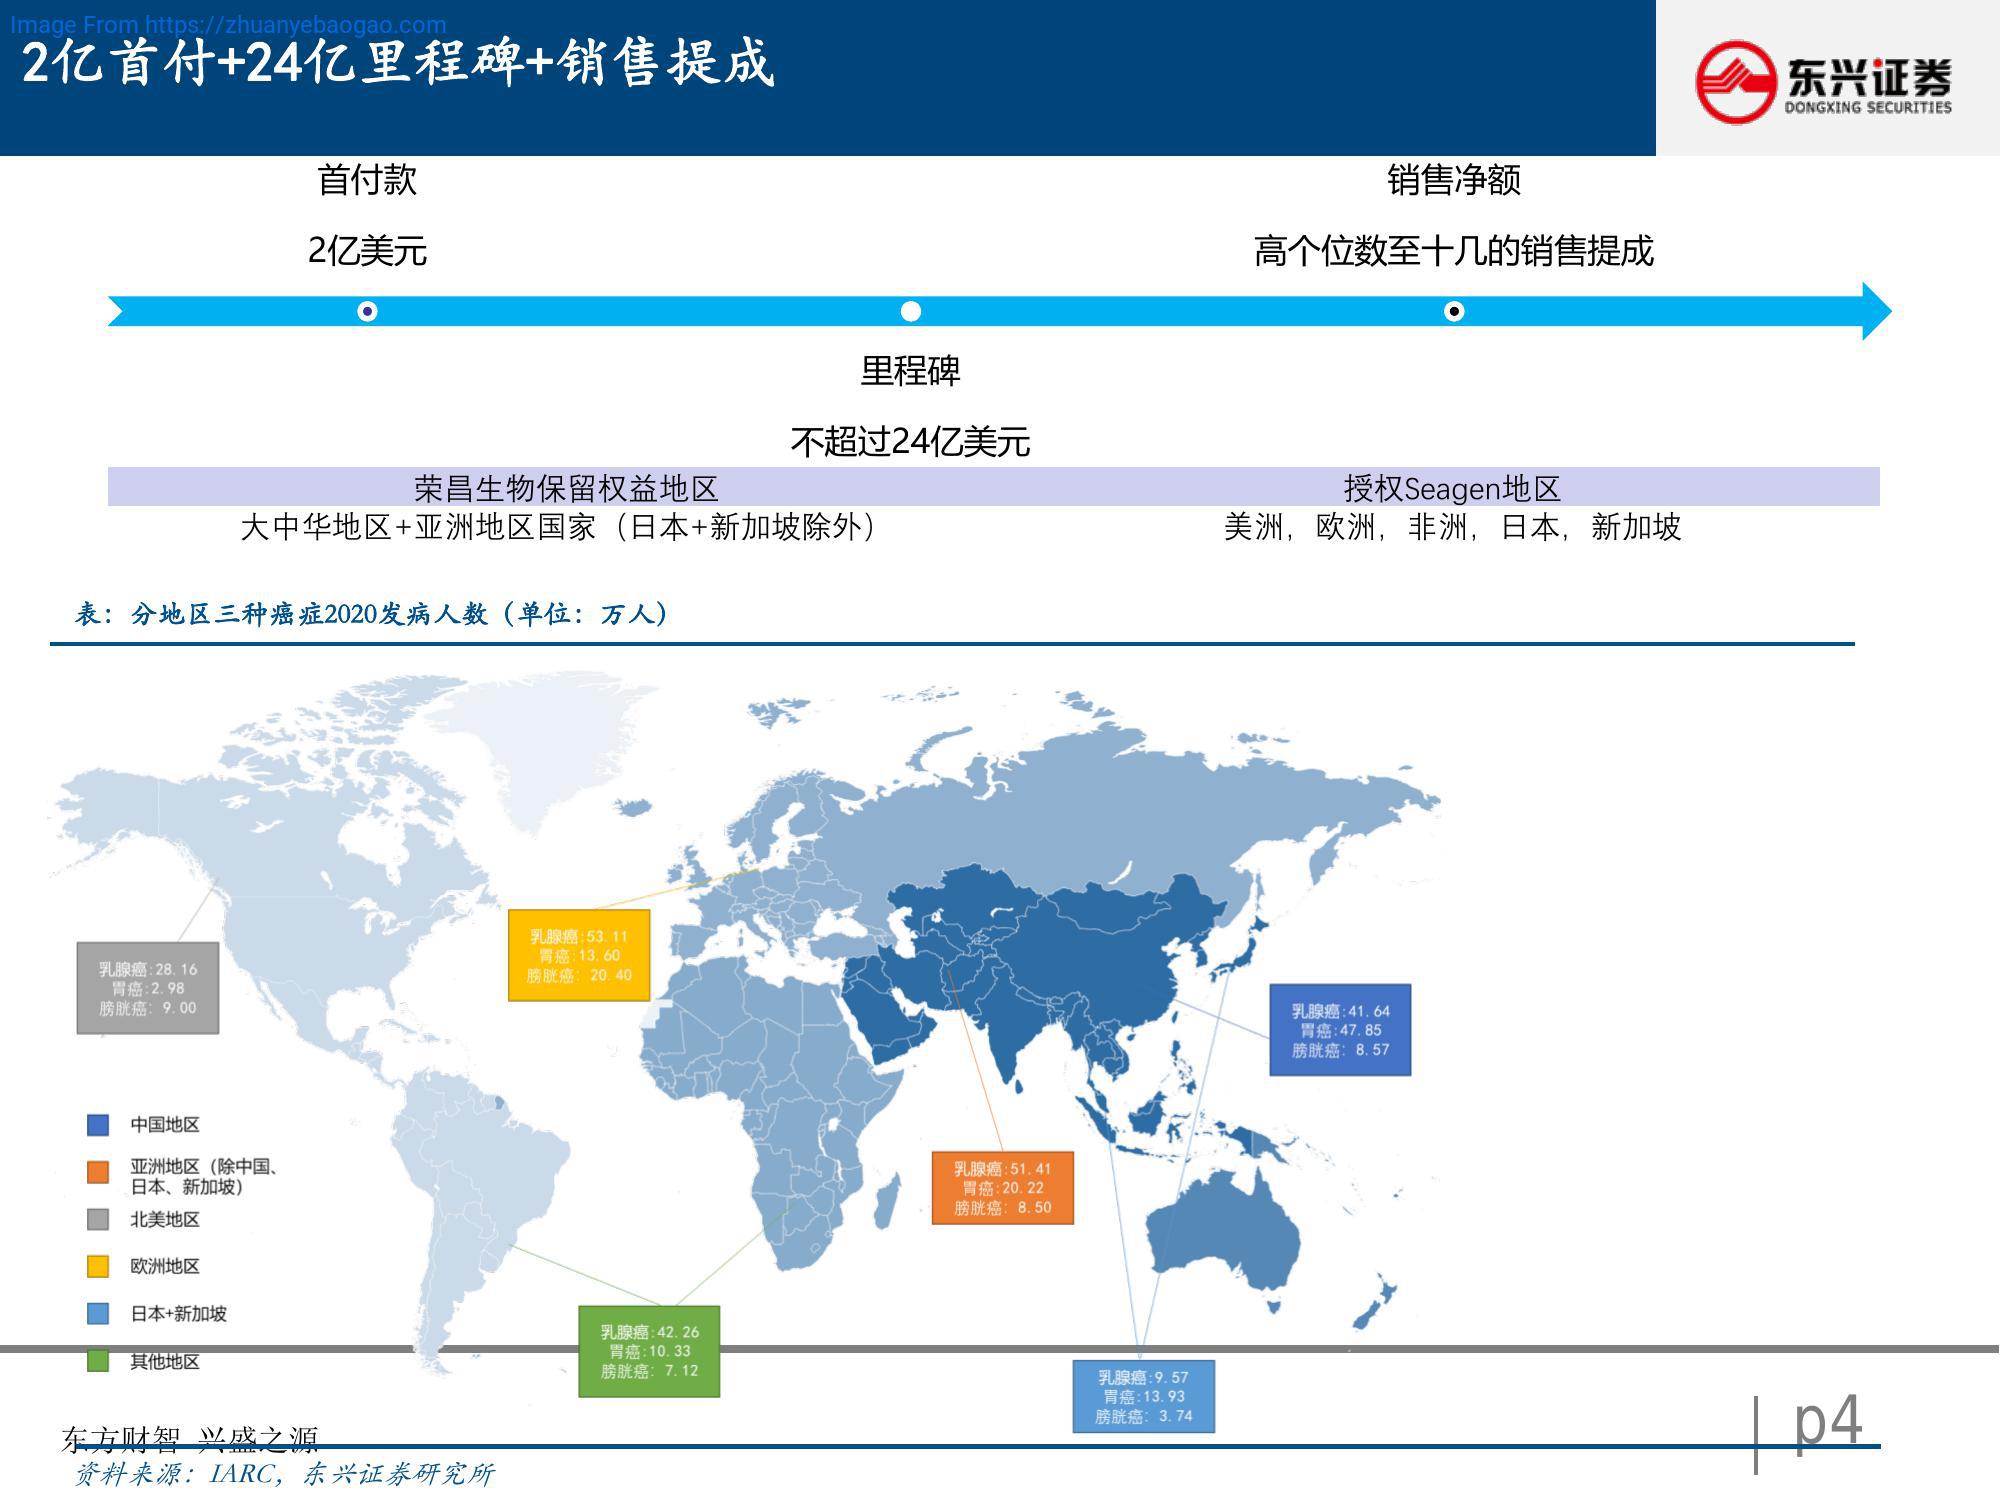 Image From https://zhuanyebaogao.com
2亿首付+24亿里程碑+销售提成
东兴证券
DONGXING SECURITIES
首付款
销售净额
2亿美元
高个位数至十几的销售提成
里程碑
不超过24亿美元
荣昌生物保留权益地区
授权Seagen地区
大中华地区+亚洲地区国家（日本+新加坡除外）
美洲，欧洲，非洲，日本，新加坡
表：分地区三种癌症2020发病人数（单位：万人）
乳腺癌:53.11
胃癌:13.60
膀胱癌: 20.40
乳腺癌:28.16
胃癌:2.98
膀胱癌: 9.00
乳腺癌:41.64
胃癌:47.85
膀胱癌: 8.57
乳腺癌:51.41
胃癌:20.22
膀胱癌: 8.50
中国地区
亚洲地区（除中国、
日本、新加坡）
北美地区
欧洲地区
日本+新加坡
其他地区
乳腺癌:42.26
胃癌:10.33
膀胱癌: 7.12
乳腺癌:9.57
胃癌:13.93
膀胱癌: 3.74
东方财智 兴盛之源
p4
资料来源：IARC，东兴证券研究所